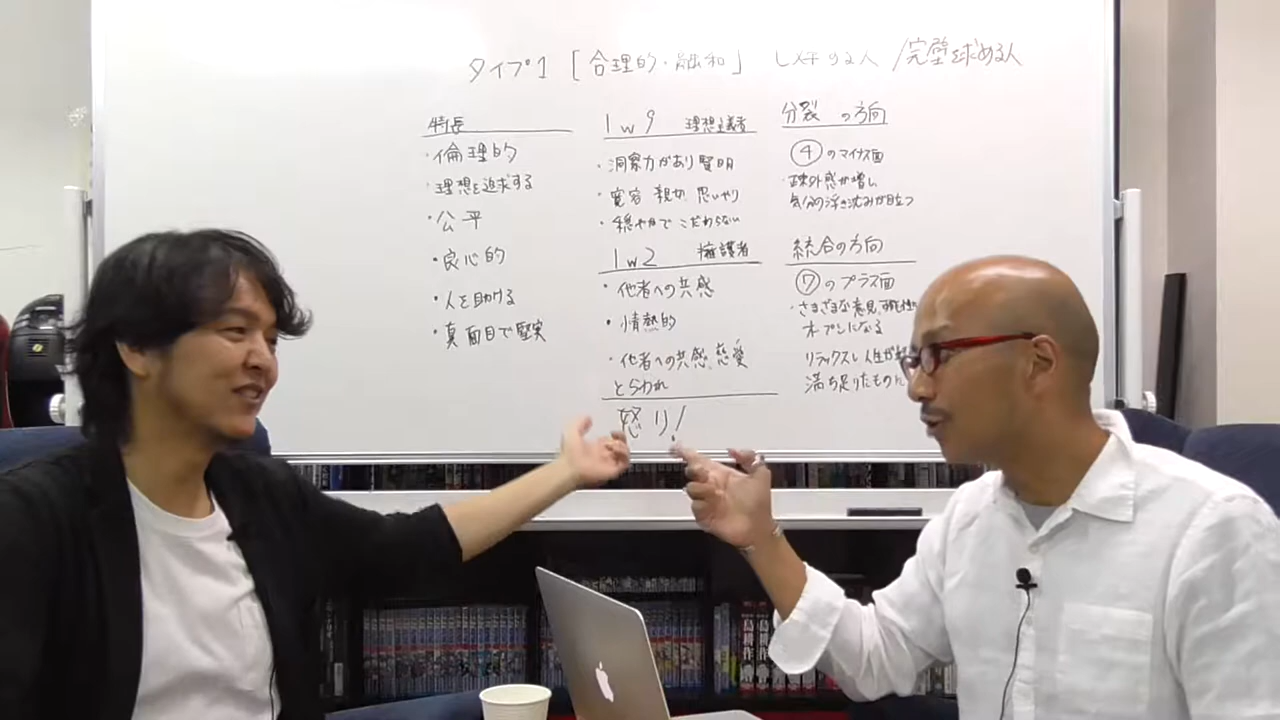 タイプ1 [合理的・融和」 める人/完璧を求める人
特長
・倫理的
・理想を追求する
・公平
・良心的
・人を助ける
・真面目で堅実
1w9 理想主義者
・洞察力があり賢明
・寛容 親切 思いやり
・穏やかでこだわらない
1w2 擁護者
・他者への共感
・情熱的
・他者への共感、慈愛
とらわれ
怒り!
分裂の方向
④のマイナス面
・疎外感が増し
気分の浮き沈みが目立つ
統合の方向
⑦のプラス面
・さまざまな意見、可能性
オープンになる
リラックスし人生が
満ち足りたもの
島耕作